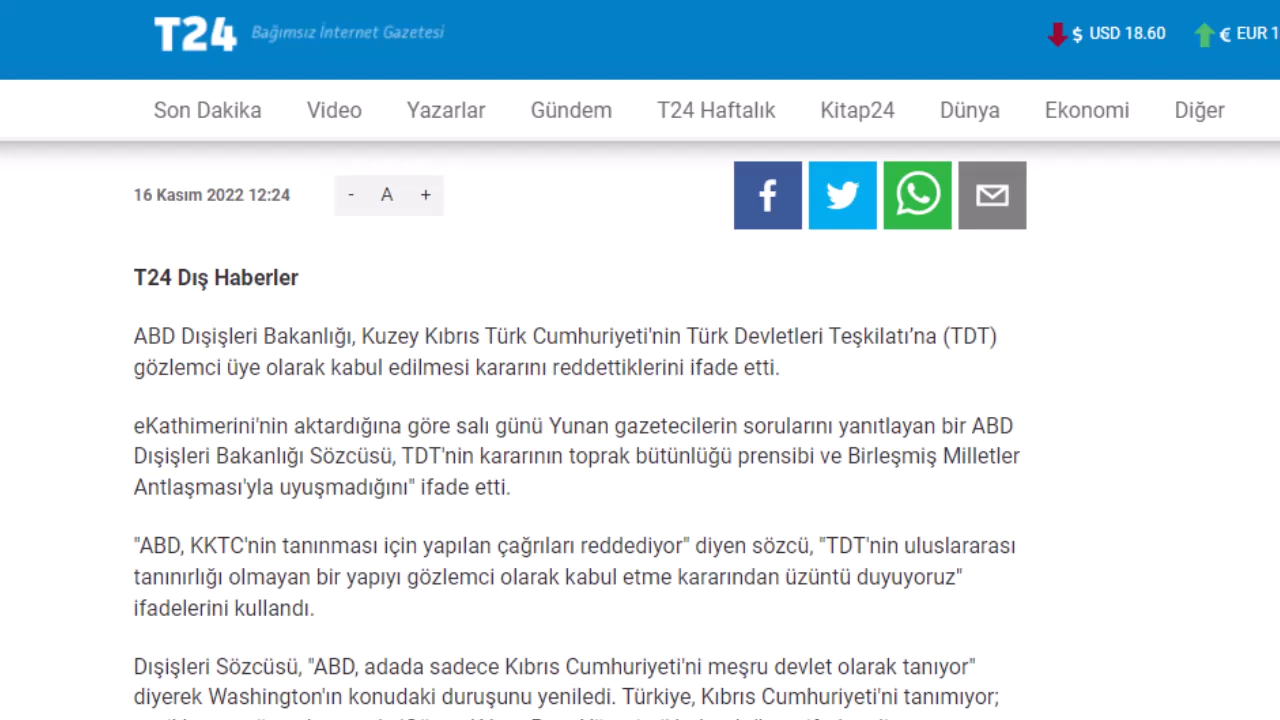 T24 Bağımsız İnternet Gazetesi $ USD 18.60 € EUR 1
Son Dakika Video Yazarlar Gündem T24 Haftalık Kitap24 Dünya Ekonomi Diğer
16 Kasım 2022 12:24 - A +
T24 Dış Haberler
ABD Dışişleri Bakanlığı, Kuzey Kıbrıs Türk Cumhuriyeti'nin Türk Devletleri Teşkilatı’na (TDT)
gözlemci üye olarak kabul edilmesi kararını reddettiklerini ifade etti.
eKathimerini'nin aktardığına göre salı günü Yunan gazetecilerin sorularını yanıtlayan bir ABD
Dışişleri Bakanlığı Sözcüsü, TDT'nin kararının toprak bütünlüğü prensibi ve Birleşmiş Milletler
Antlaşması'yla uyuşmadığını" ifade etti.
"ABD, KKTC'nin tanınması için yapılan çağrıları reddediyor" diyen sözcü, "TDT'nin uluslararası
tanınırlığı olmayan bir yapıyı gözlemci olarak kabul etme kararından üzüntü duyuyoruz"
ifadelerini kullandı.
Dışişleri Sözcüsü, "ABD, adada sadece Kıbrıs Cumhuriyeti'ni meşru devlet olarak tanıyor"
diyerek Washington'ın konudaki duruşunu yeniledi. Türkiye, Kıbrıs Cumhuriyeti'ni tanımıyor;